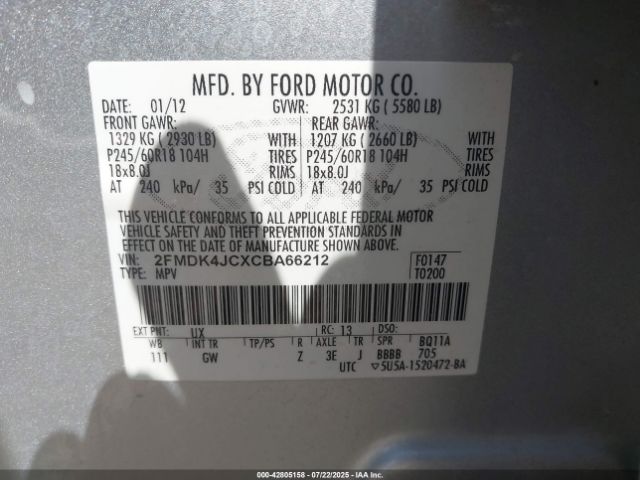 MFD. BY FORD MOTOR CO.
DATE: 01/12 GVWR: 2531 KG ( 5580 LB)
FRONT GAWR: REAR GAWR:
1329 KG ( 2930 LB) WITH 1207 KG ( 2660 LB) WITH
P245/60R18 104H TIRES P245/60R18 104H TIRES
18x8.0J RIMS 18x8.0J RIMS
AT 240 kPa/ 35 PSI COLD AT 240 kPa/ 35 PSI COLD
THIS VEHICLE CONFORMS TO ALL APPLICABLE FEDERAL MOTOR
VEHICLE SAFETY AND THEFT PREVENTION STANDARDS IN
EFFECT ON THE DATE OF MANUFACTURE SHOWN ABOVE.
VIN: 2FMDK4JCXCBA66212 F0147
TYPE: MPV T0200
EXT PNT: UX RC: 13 DSO:
WB INT TR TP/PS R AXLE TR SPR BQ11A
111 GW Z 3E J BBBB 705
UTC ▽5U5A-1520472-BA
000-42805158 - 07/22/2025 - IAAI.com